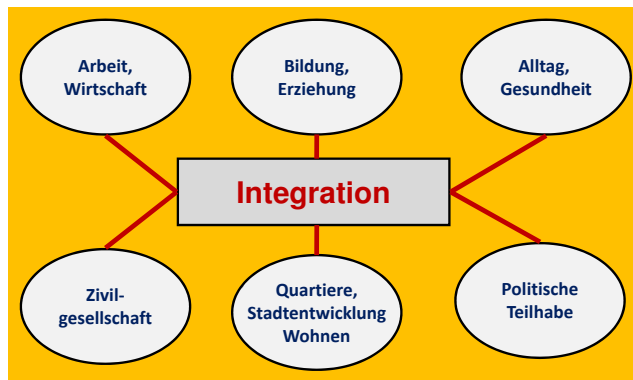 Arbeit,
Wirtschaft
Bildung,
Erziehung
Alltag,
Gesundheit
Integration
Zivil-
gesellschaft
Quartiere,
Stadtentwicklung
Wohnen
Politische
Teilhabe